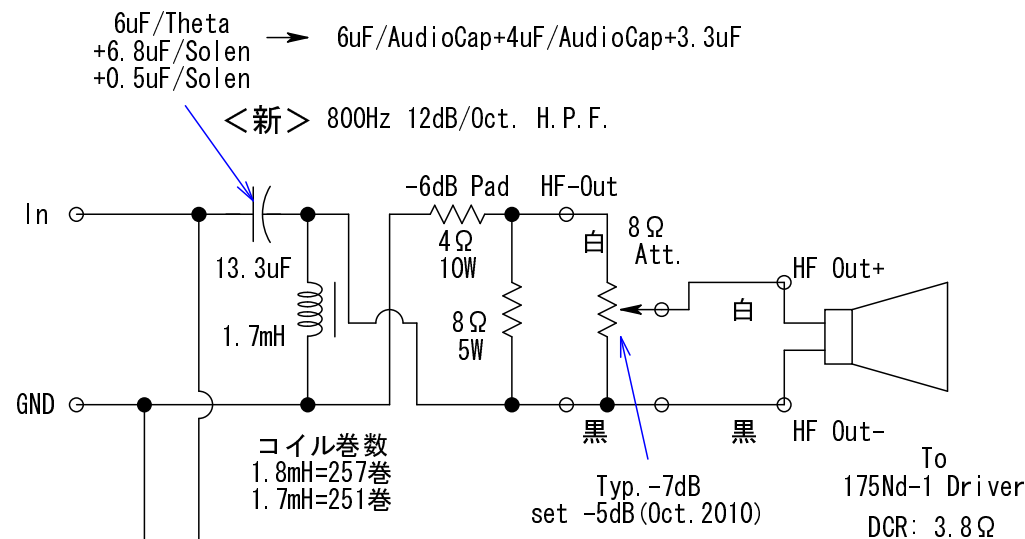 6uF/Theta
+6.8uF/Solen
+0.5uF/Solen
6uF/AudioCap+4uF/AudioCap+3.3uF
＜新＞ 800Hz 12dB/Oct. H.P.F.
-6dB Pad
HF-Out
In
白
8Ω
Att.
4Ω
10W
13.3uF
HF Out+
白
1.7mH
8Ω
5W
GND
黒
黒
HF Out-
コイル巻数
1.8mH=257巻
1.7mH=251巻
Typ.-7dB
set -5dB(Oct.2010)
To
175Nd-1 Driver
DCR: 3.8Ω